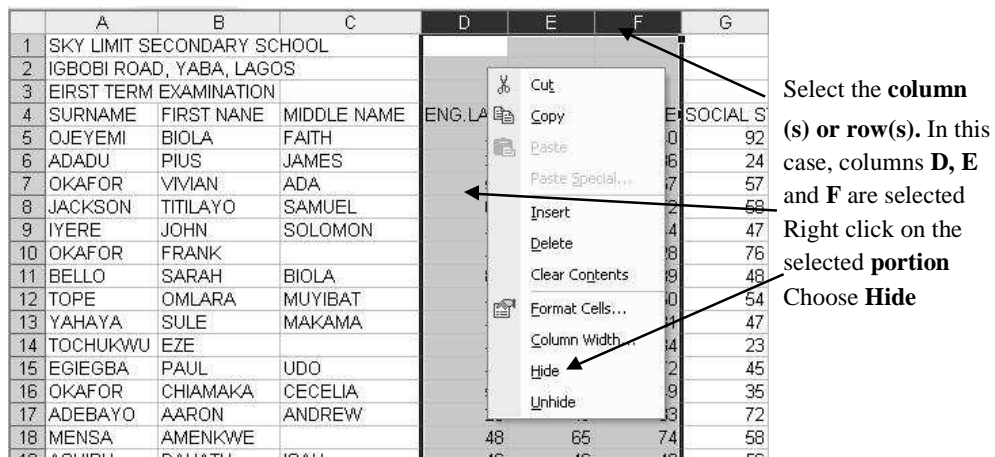 A B C D E F G
1 SKY LIMIT SECONDARY SCHOOL
2 IGBOBI ROAD, YABA, LAGOS
3 EIRST TERM EXAMINATION
4 SURNAME FIRST NANE MIDDLE NAME ENG.LA E SOCIAL S
5 OJEYEMI BIOLA FAITH 92
6 ADADU PIUS JAMES 24
7 OKAFOR VIVIAN ADA 57
8 JACKSON TITILAYO SAMUEL 58
9 IYERE JOHN SOLOMON 47
10 OKAFOR FRANK 76
11 BELLO SARAH BIOLA 48
12 TOPE OMLARA MUYIBAT 54
13 YAHAYA SULE MAKAMA 47
14 TOCHUKWU EZE 23
15 EGIEGBA PAUL UDO 45
16 OKAFOR CHIAMAKA CECELIA 35
17 ADEBAYO AARON ANDREW 72
18 MENSA AMENKWE 48 65 74 58
Cut
Copy
Paste
Paste Special...
Insert
Delete
Clear Contents
Format Cells...
Column Width...
Hide
Unhide
Select the column
(s) or row(s). In this
case, columns D, E
and F are selected
Right click on the
selected portion
Choose Hide